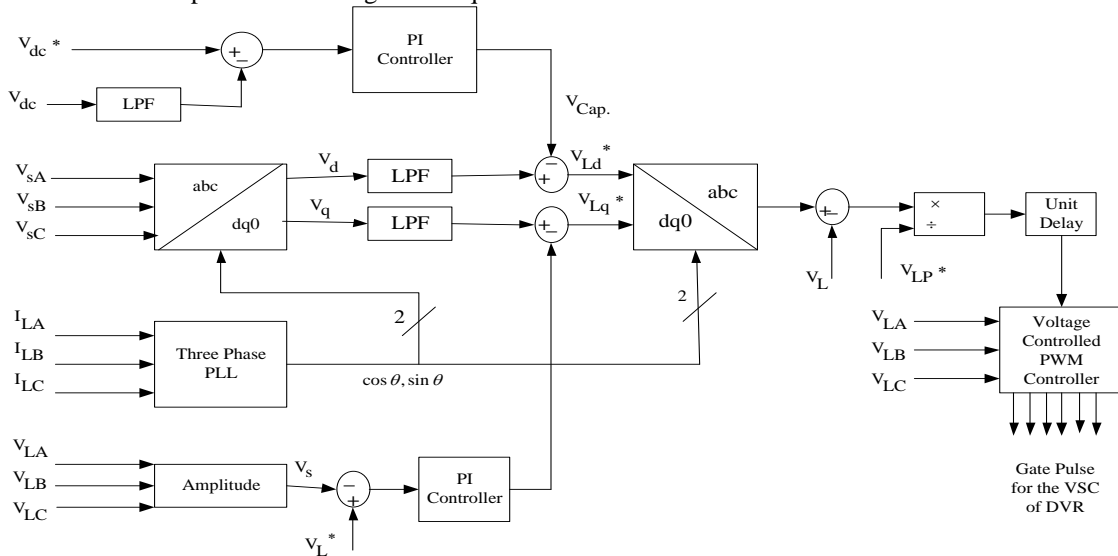 V_dc *
V_dc
LPF
+
−
PI
Controller
V_Cap.
V_sA
V_sB
V_sC
abc
dq0
V_d
V_q
LPF
LPF
−
+
+
−
V_Ld*
V_Lq*
abc
dq0
+
−
V_L
×
÷
V_LP*
Unit
Delay
I_LA
I_LB
I_LC
Three Phase
PLL
2
2
cos θ, sin θ
V_LA
V_LB
V_LC
Voltage
Controlled
PWM
Controller
V_LA
V_LB
V_LC
Amplitude
V_s
−
+
V_L*
PI
Controller
Gate Pulse
for the VSC
of DVR